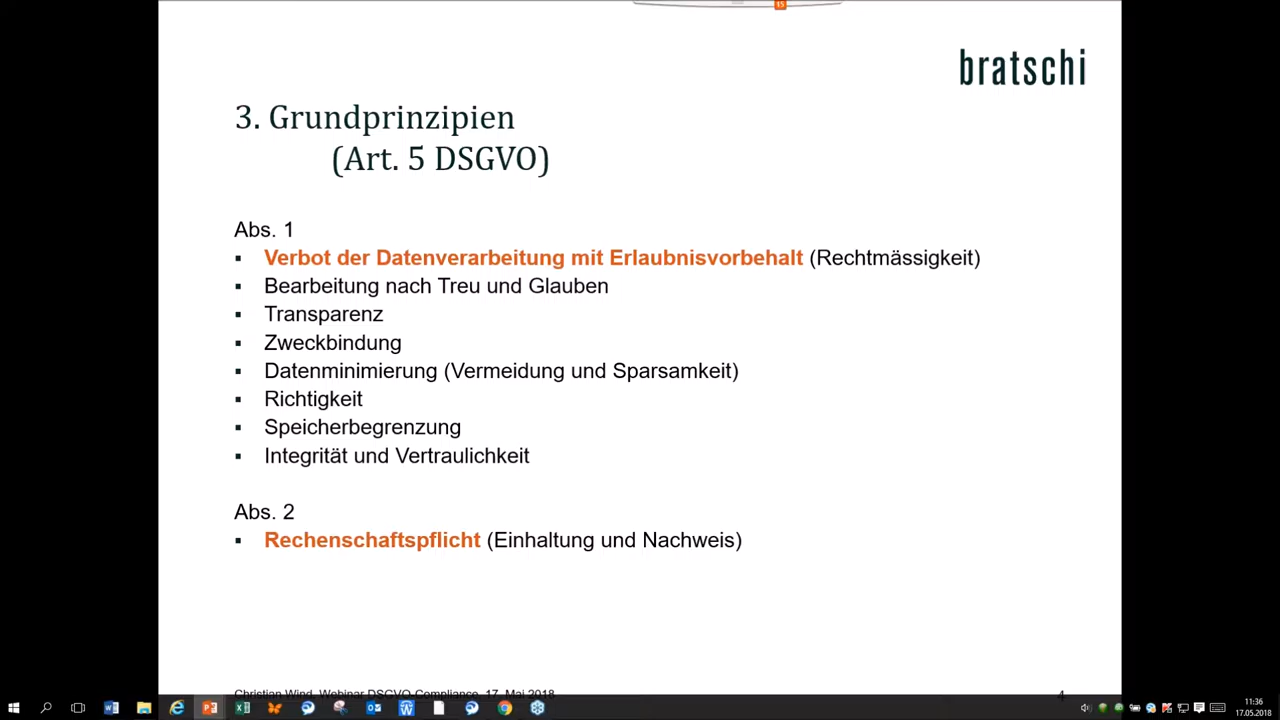 15
bratschi
3. Grundprinzipien
(Art. 5 DSGVO)
Abs. 1
▪ Verbot der Datenverarbeitung mit Erlaubnisvorbehalt (Rechtmässigkeit)
▪ Bearbeitung nach Treu und Glauben
▪ Transparenz
▪ Zweckbindung
▪ Datenminimierung (Vermeidung und Sparsamkeit)
▪ Richtigkeit
▪ Speicherbegrenzung
▪ Integrität und Vertraulichkeit
Abs. 2
▪ Rechenschaftspflicht (Einhaltung und Nachweis)
Christian Wind, Webinar DSGVO-Compliance, 17. Mai 2018
4
11:36
17.05.2018